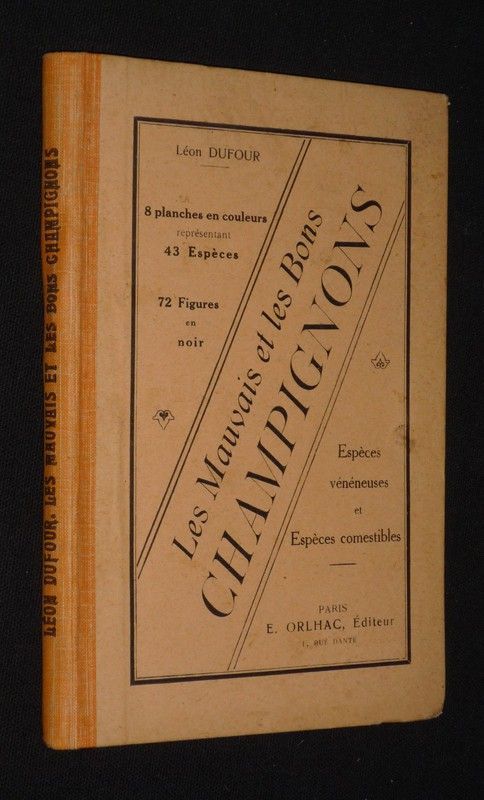 LÉON DUFOUR. LES MAUVAIS ET LES BONS CHAMPIGNONS
Léon DUFOUR
8 planches en couleurs
représentant
43 Espèces
72 Figures
en
noir
Les Mauvais et les Bons
CHAMPIGNONS
Espèces
vénéneuses
et
Espèces comestibles
PARIS
E. ORLHAC, Éditeur
1, RUE DANTE